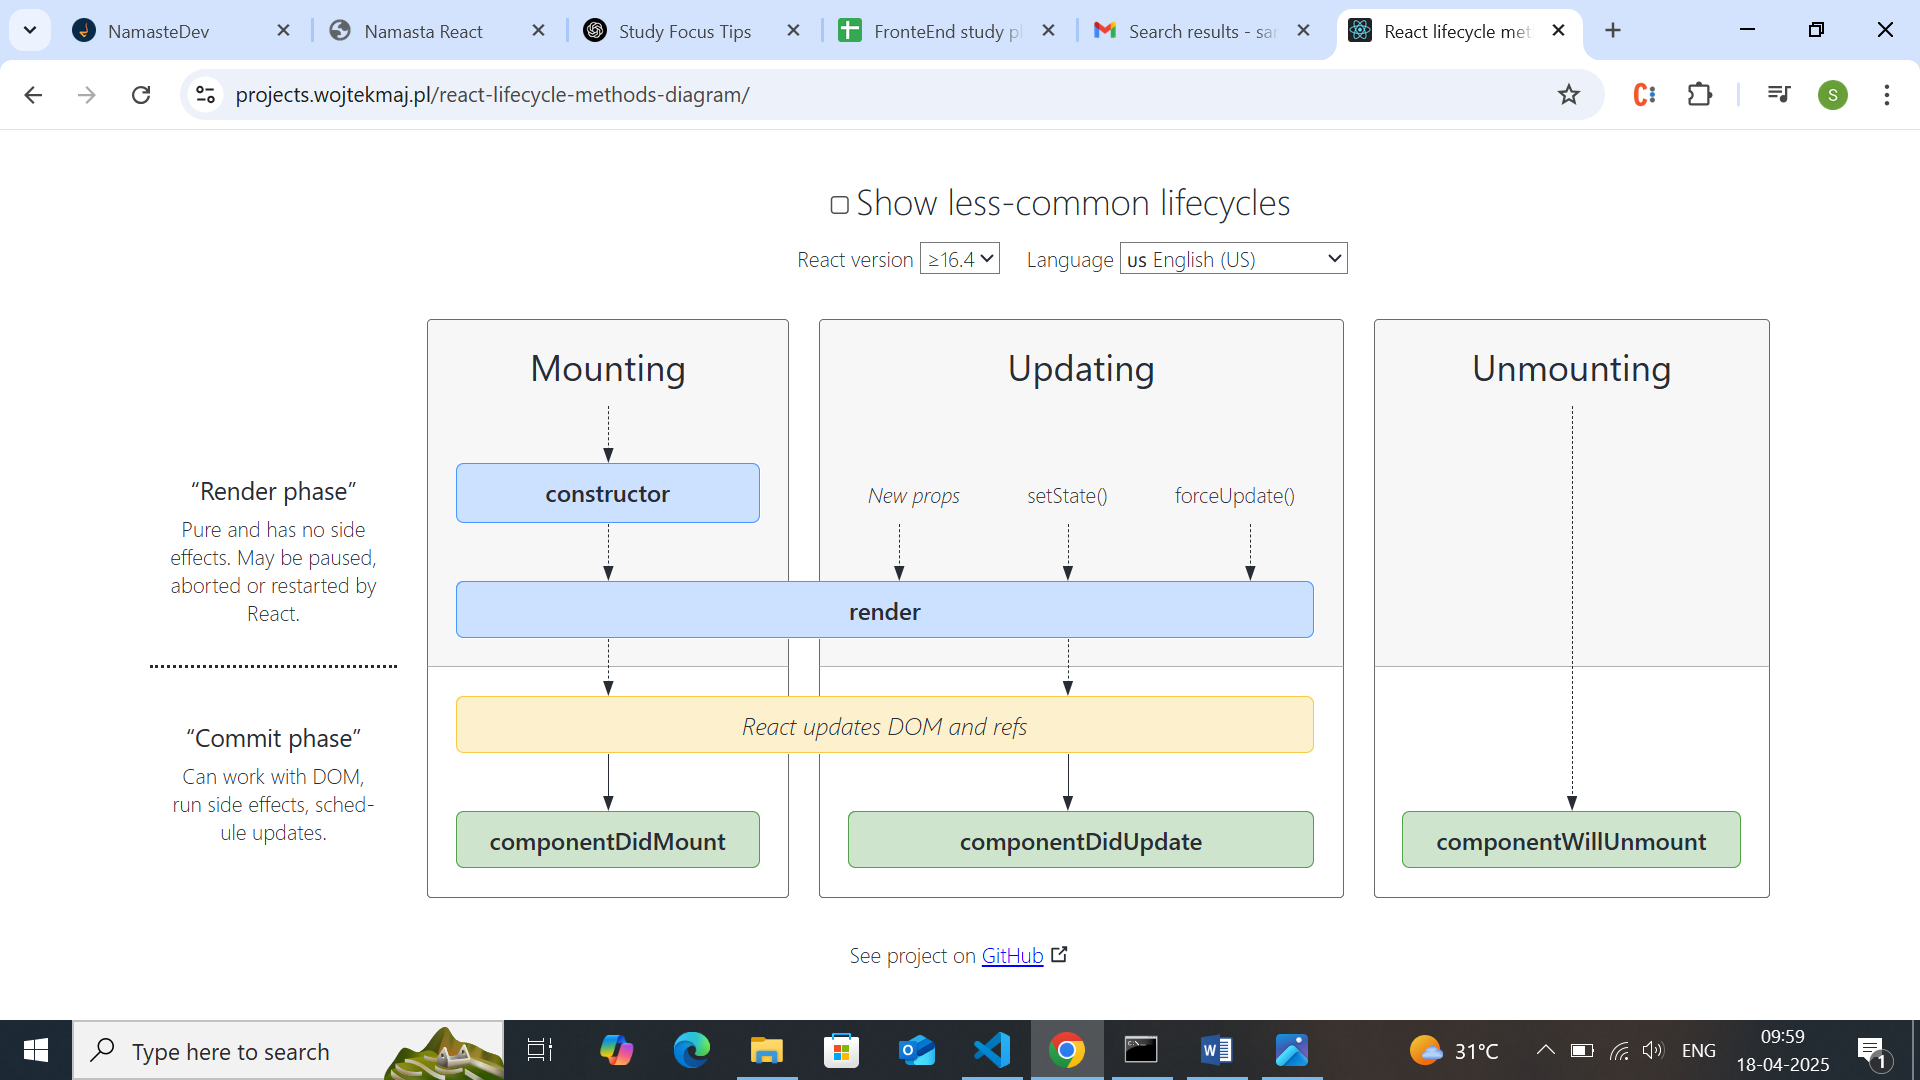 NamasteDev
Namasta React
Study Focus Tips
FronteEnd study pl
Search results - sar
React lifecycle met
projects.wojtekmaj.pl/react-lifecycle-methods-diagram/
S
Show less-common lifecycles
React version ≥16.4 Language us English (US)
Mounting
Updating
Unmounting
“Render phase”
Pure and has no side
effects. May be paused,
aborted or restarted by
React.
constructor
New props
setState()
forceUpdate()
render
“Commit phase”
Can work with DOM,
run side effects, sched-
ule updates.
React updates DOM and refs
componentDidMount
componentDidUpdate
componentWillUnmount
See project on GitHub
Type here to search
31°C
ENG
09:59
18-04-2025
1